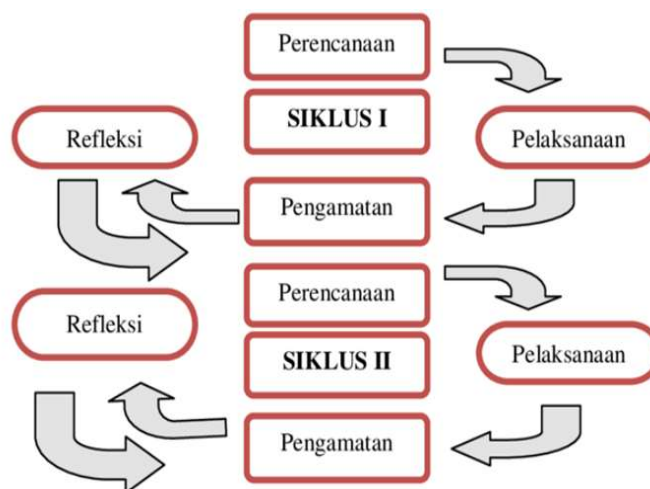 Perencanaan
SIKLUS I
Refleksi
Pelaksanaan
Pengamatan
Perencanaan
Refleksi
SIKLUS II
Pelaksanaan
Pengamatan